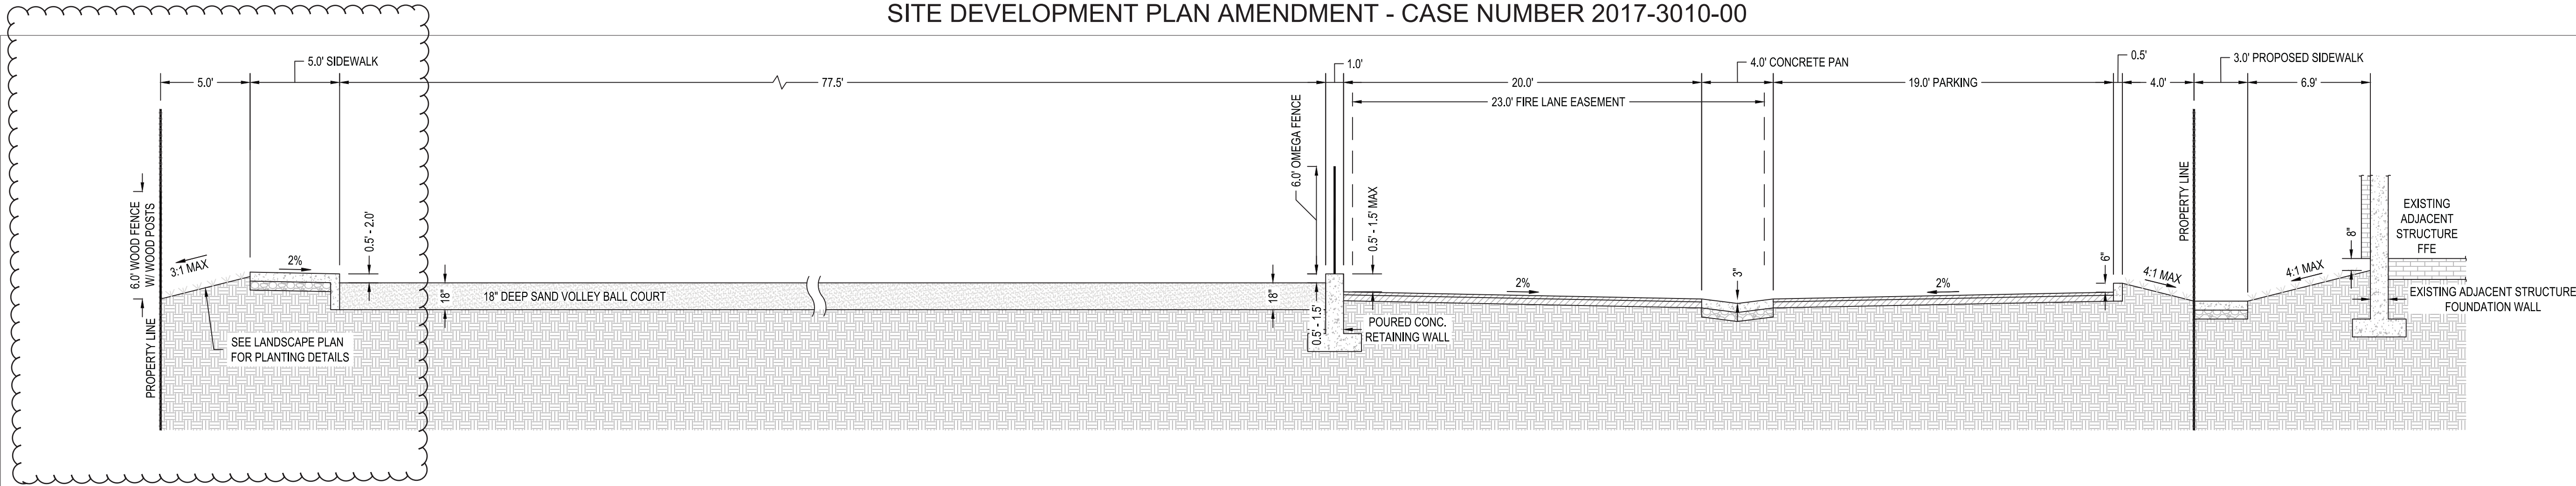 SITE DEVELOPMENT PLAN AMENDMENT - CASE NUMBER 2017-3010-00
5.0'
5.0' SIDEWALK
77.5'
1.0'
20.0'
4.0' CONCRETE PAN
19.0' PARKING
0.5'
4.0'
3.0' PROPOSED SIDEWALK
6.9'
23.0' FIRE LANE EASEMENT
6.0' WOOD FENCE
W/ WOOD POSTS
PROPERTY LINE
3:1 MAX
2%
0.5' - 2.0'
SEE LANDSCAPE PLAN
FOR PLANTING DETAILS
18"
18" DEEP SAND VOLLEY BALL COURT
18"
6.0' OMEGA FENCE
0.5' - 1.5'
0.5' - 1.5' MAX
POURED CONC.
RETAINING WALL
2%
3"
2%
6"
4:1 MAX
PROPERTY LINE
4:1 MAX
8"
EXISTING
ADJACENT
STRUCTURE
FFE
EXISTING ADJACENT STRUCTURE
FOUNDATION WALL